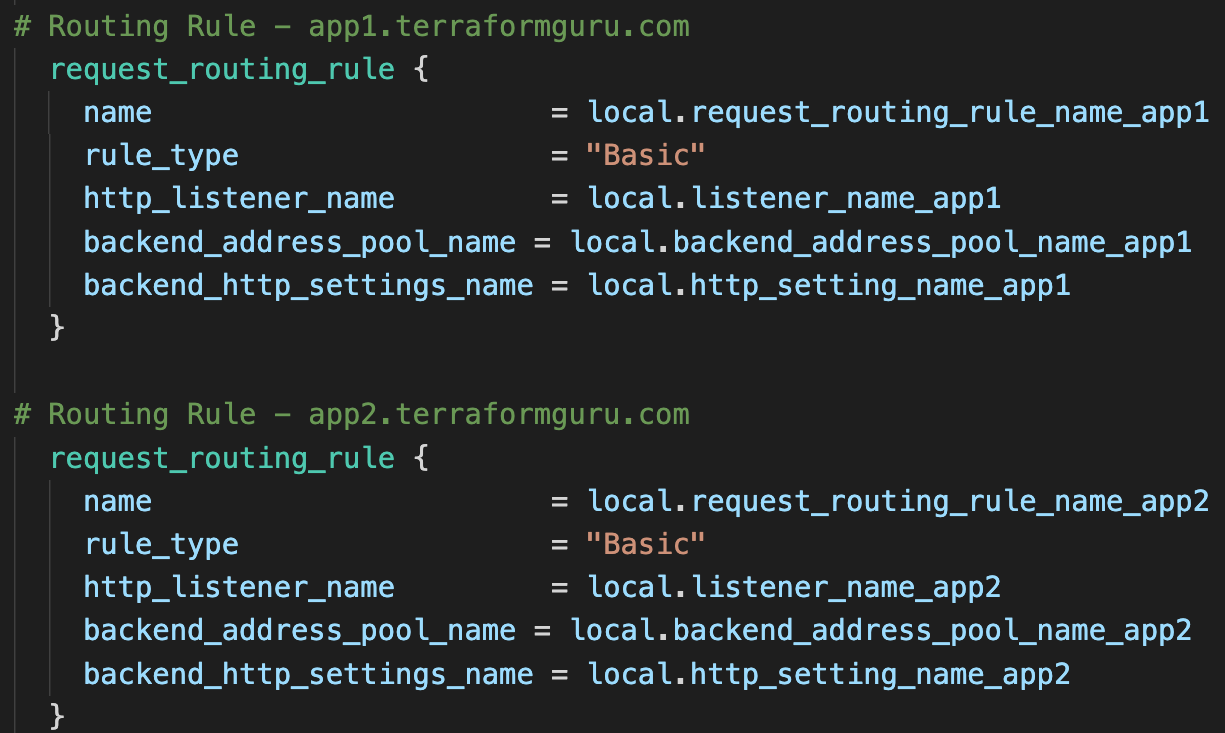 # Routing Rule - app1.terraformguru.com
  request_routing_rule {
    name                       = local.request_routing_rule_name_app1
    rule_type                  = "Basic"
    http_listener_name         = local.listener_name_app1
    backend_address_pool_name = local.backend_address_pool_name_app1
    backend_http_settings_name = local.http_setting_name_app1
  }

# Routing Rule - app2.terraformguru.com
  request_routing_rule {
    name                       = local.request_routing_rule_name_app2
    rule_type                  = "Basic"
    http_listener_name         = local.listener_name_app2
    backend_address_pool_name = local.backend_address_pool_name_app2
    backend_http_settings_name = local.http_setting_name_app2
  }